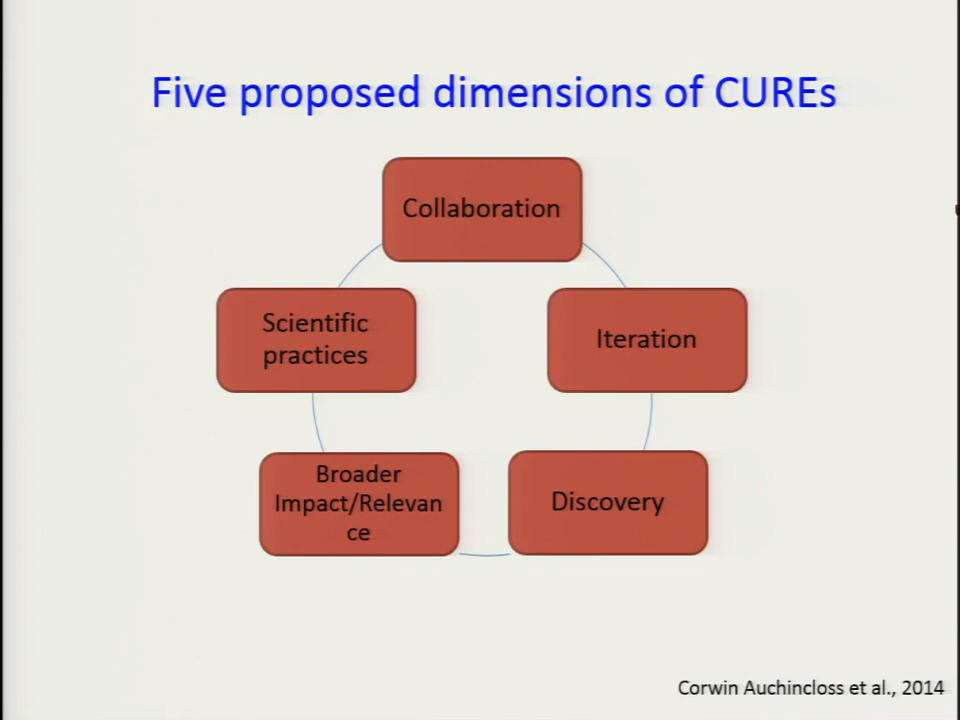 Five proposed dimensions of CUREs
Collaboration
Scientific
practices
Iteration
Broader
Impact/Relevan
ce
Discovery
Corwin Auchincloss et al., 2014